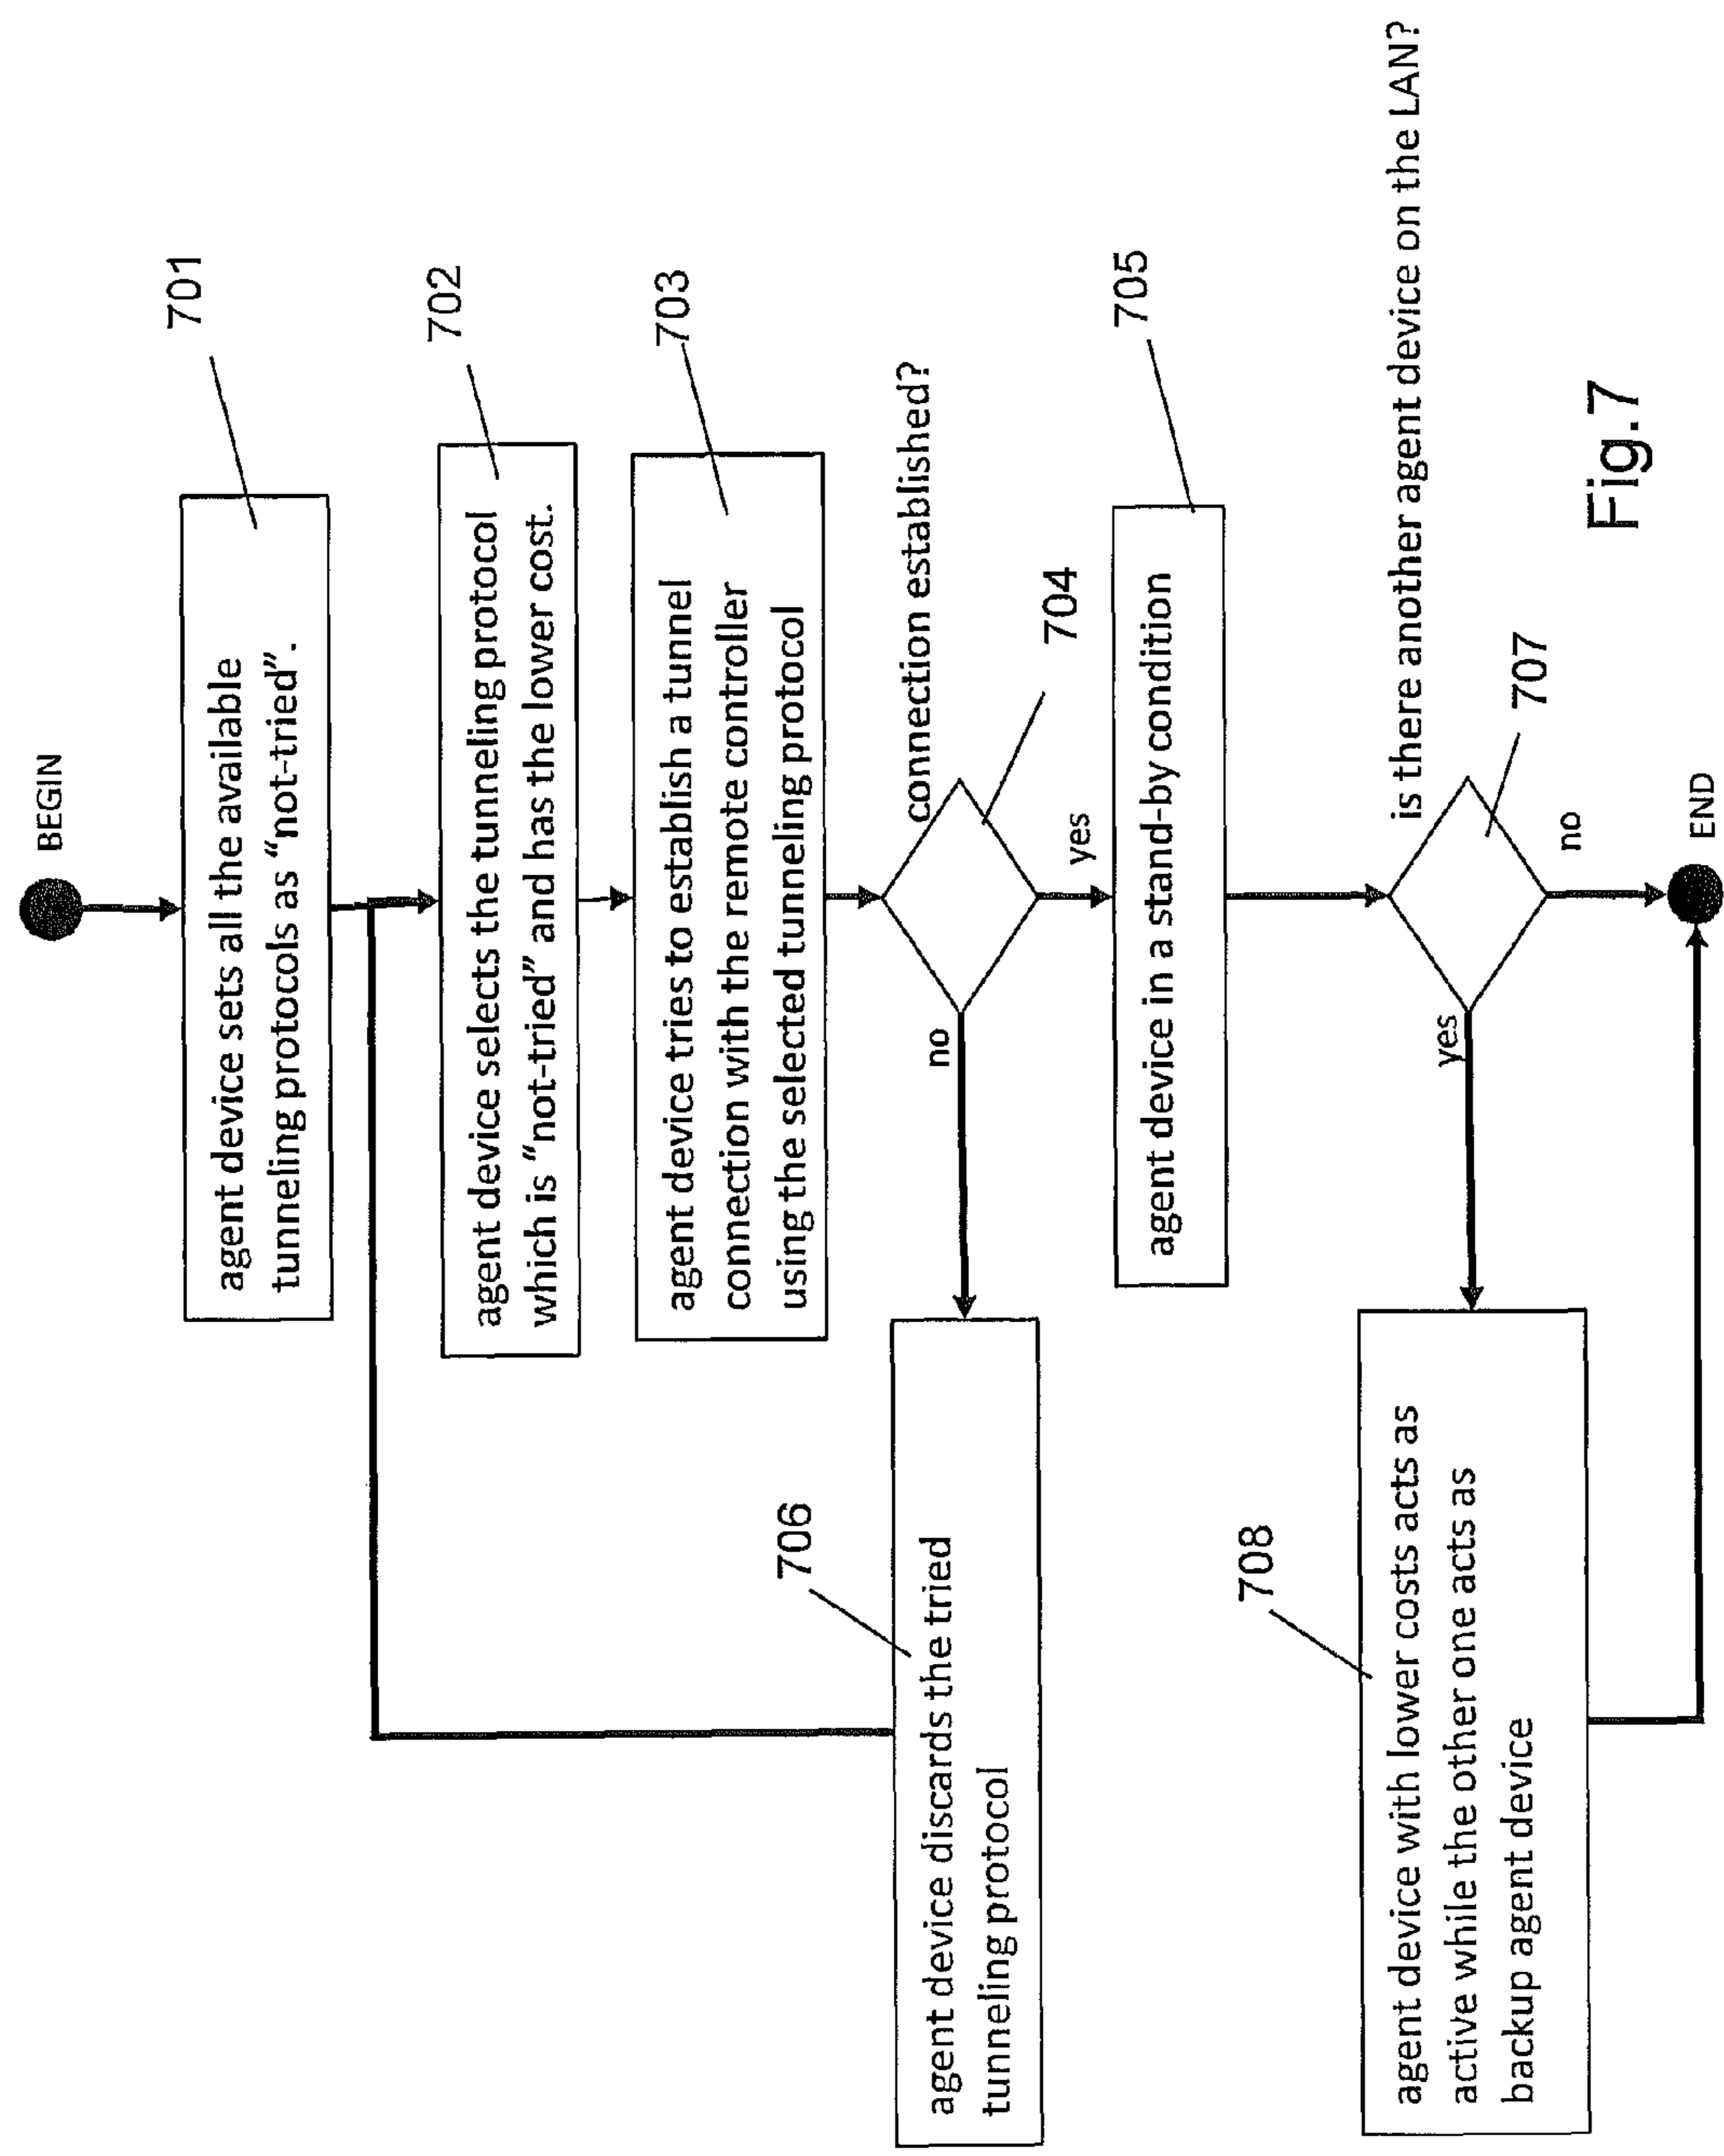 BEGIN
701
agent device sets all the available
tunneling protocols as “not-tried”.
702
agent device selects the tunneling protocol
which is “not-tried” and has the lower cost.
703
agent device tries to establish a tunnel
connection with the remote controller
using the selected tunneling protocol
connection established?
704
no
yes
706
agent device discards the tried
tunneling protocol
705
agent device in a stand-by condition
is there another agent device on the LAN?
707
yes
no
708
agent device with lower costs acts as
active while the other one acts as
backup agent device
END
Fig.7